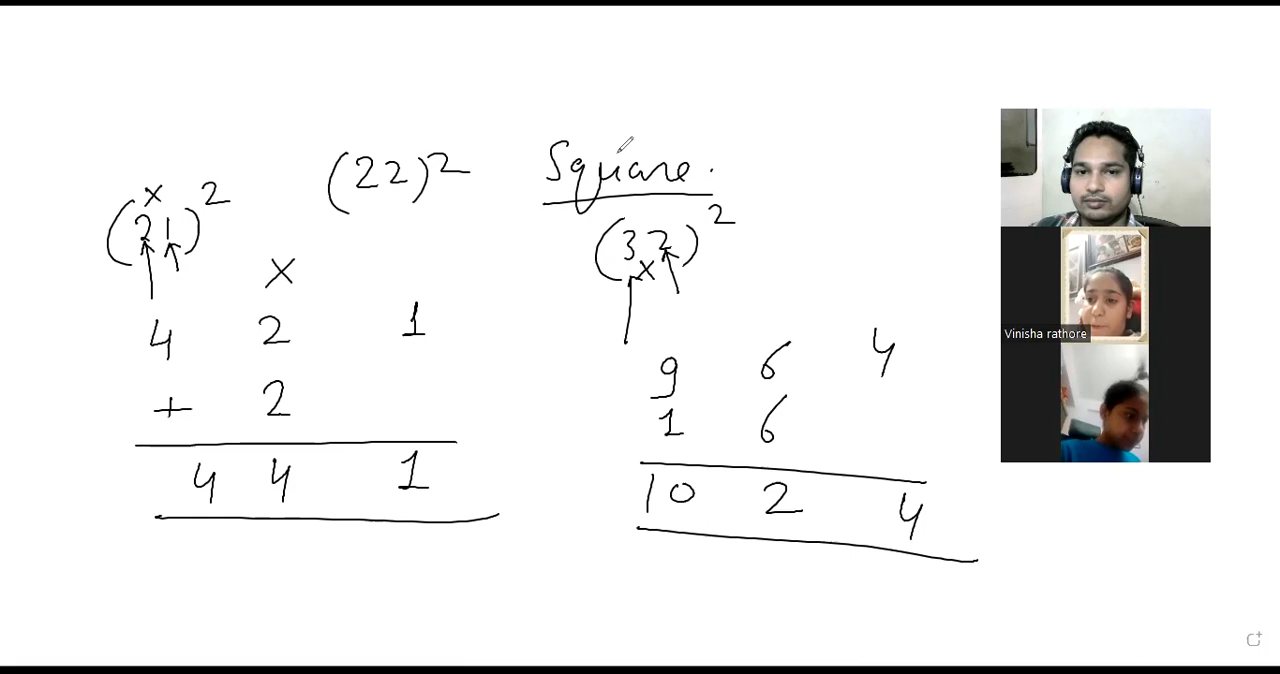 Square.
(22)²
x
(21)²
x
4 2 1
+ 2
4 4 1
(32)²
x
9 6 4
1 6
10 2 4
Vinisha rathore